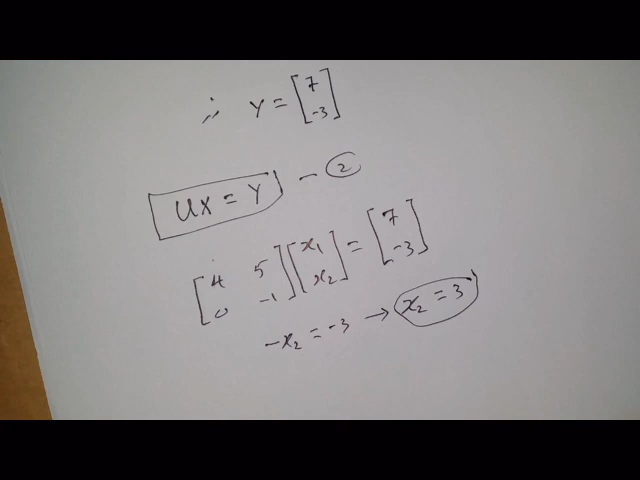 ∴ Y = [7 -3]
UX = Y - ②
[4 5 0 -1] [x₁ x₂] = [7 -3]
-x₂ = -3 → x₂ = 3